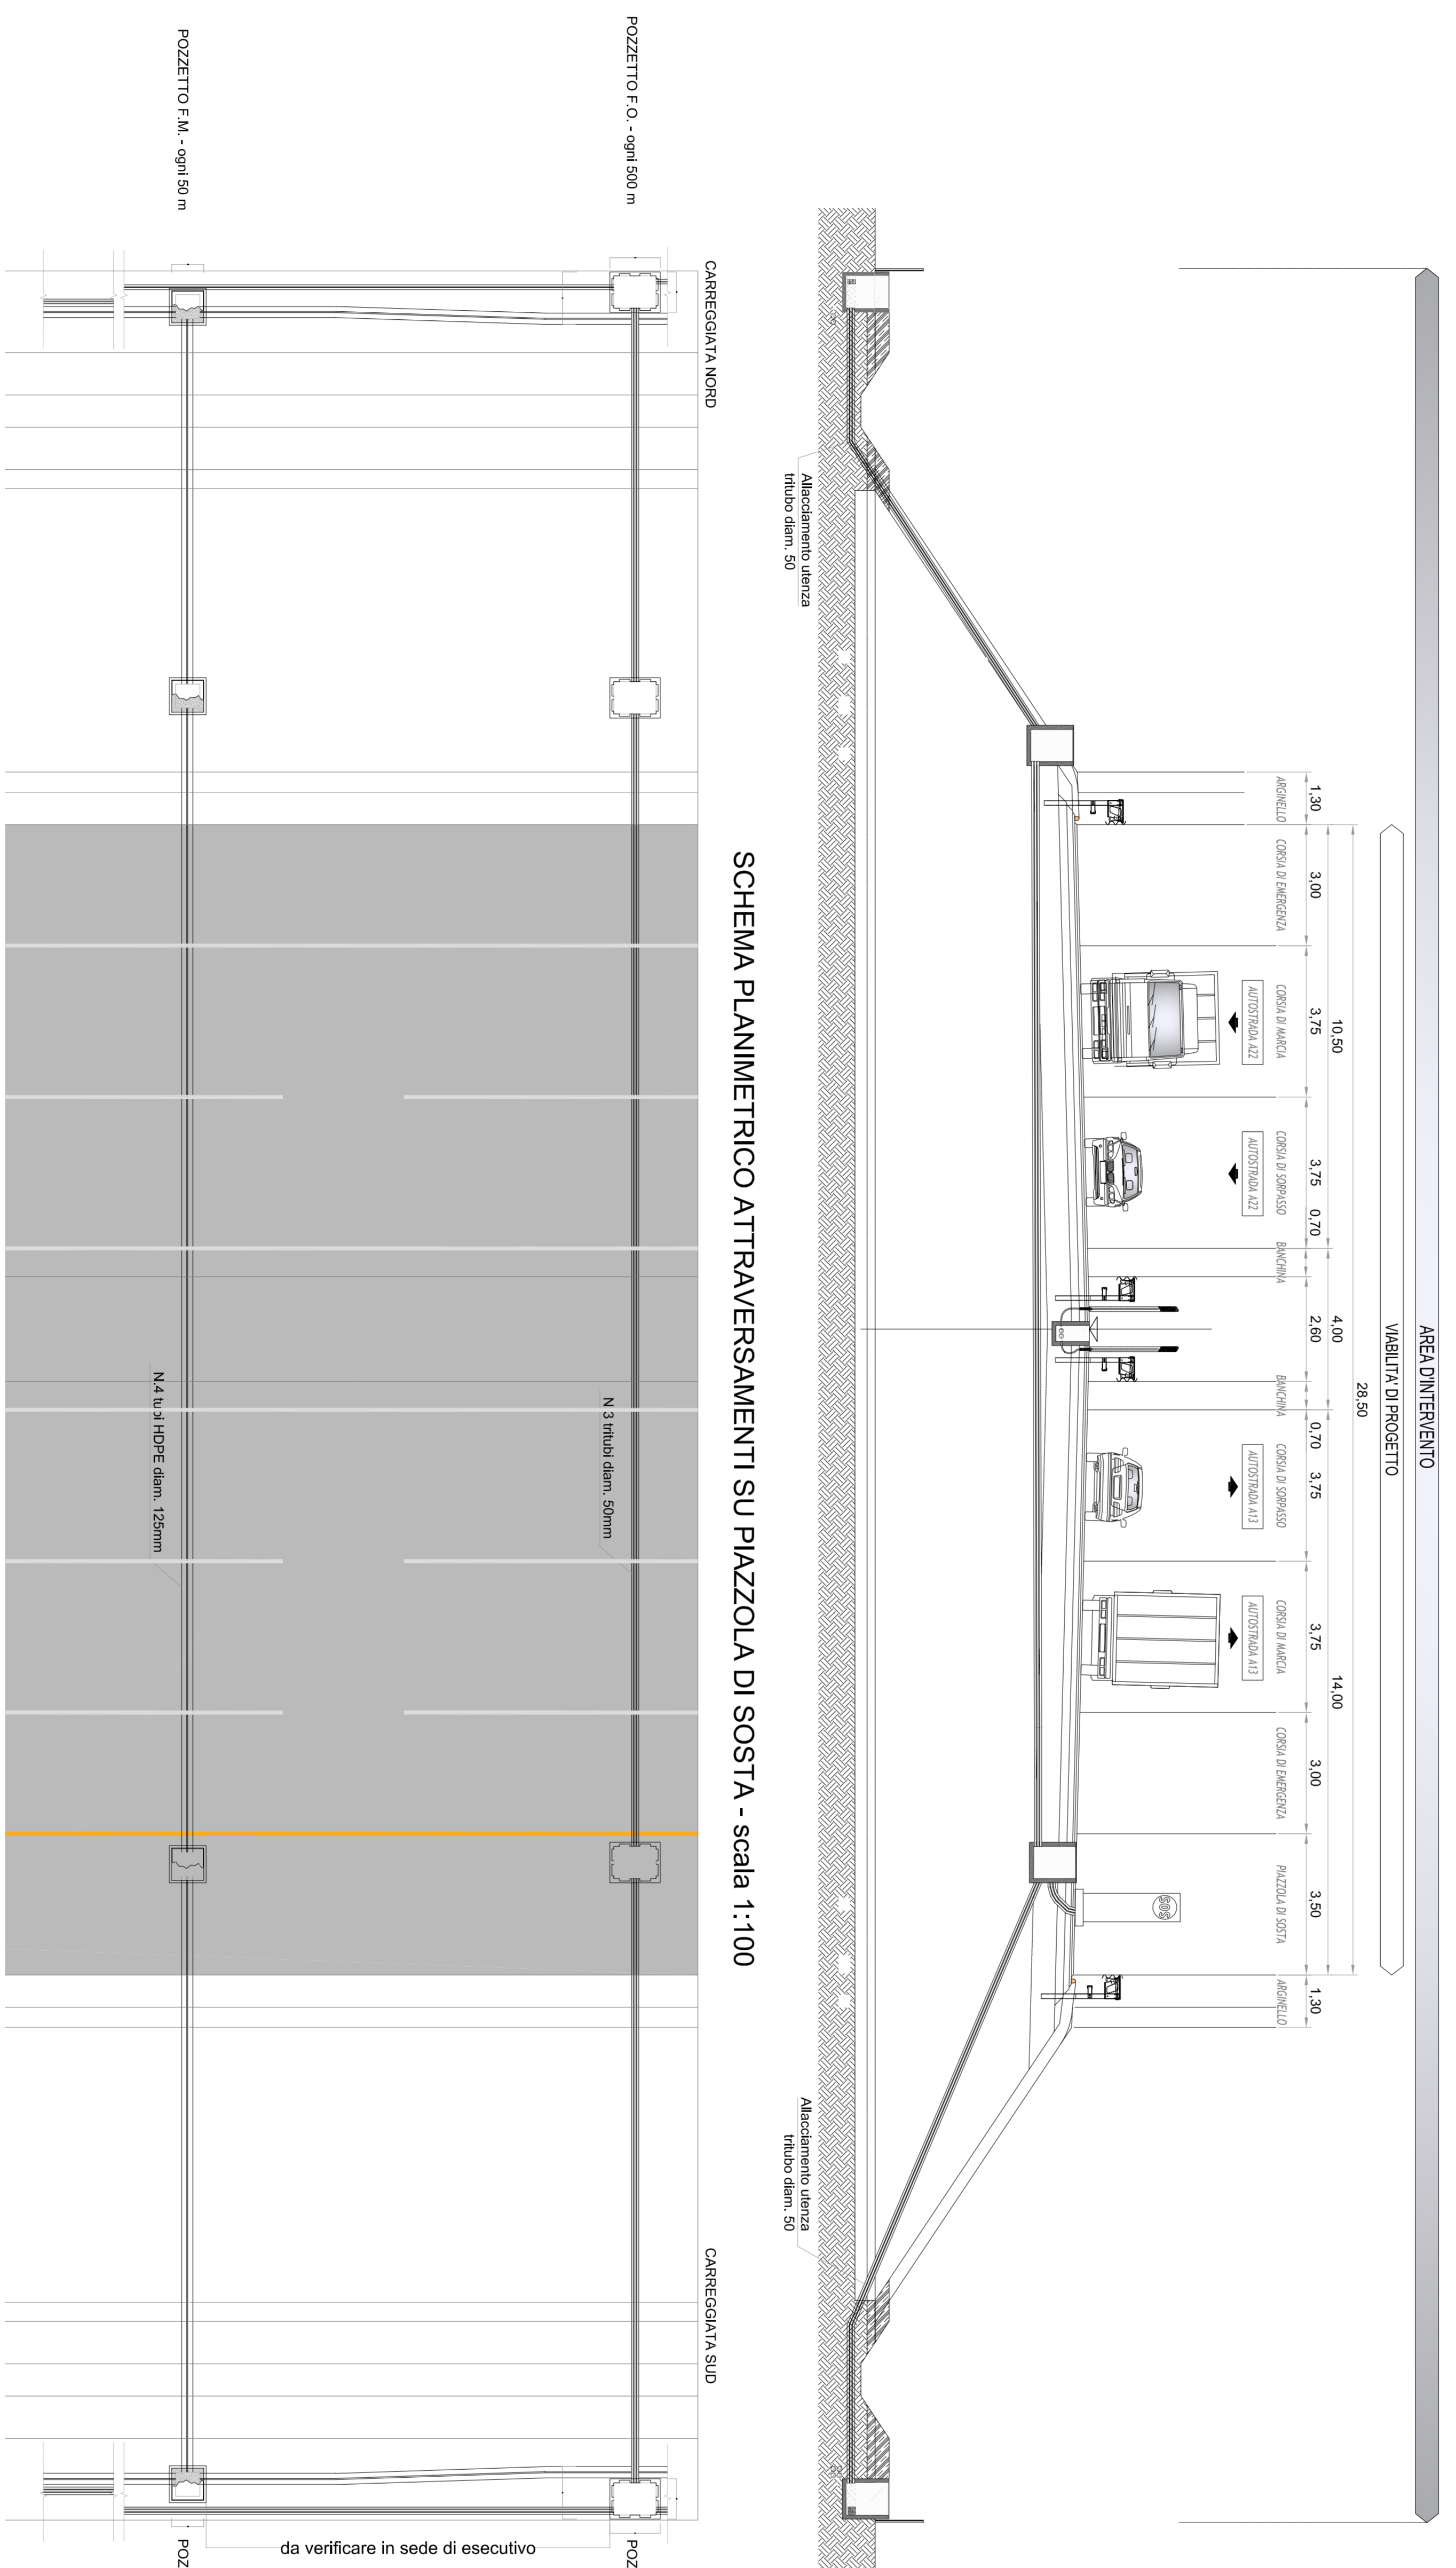 AREA D'INTERVENTO
VIABILITA' DI PROGETTO
28,50
10,50
4,00
14,00
1,30
3,00
3,75
3,75
0,70
2,60
0,70
3,75
3,75
3,00
3,50
1,30
ARGINELLO
CORSIA DI EMERGENZA
CORSIA DI MARCIA
CORSIA DI SORPASSO
BANCHINA
BANCHINA
CORSIA DI SORPASSO
CORSIA DI MARCIA
CORSIA DI EMERGENZA
PIAZZOLA DI SOSTA
ARGINELLO
AUTOSTRADA A22
AUTOSTRADA A22
AUTOSTRADA A13
AUTOSTRADA A13
SOS
Allacciamento utenza
tritubo diam. 50
Allacciamento utenza
tritubo diam. 50
SCHEMA PLANIMETRICO ATTRAVERSAMENTI SU PIAZZOLA DI SOSTA - scala 1:100
CARREGGIATA NORD
CARREGGIATA SUD
POZZETTO F.O. - ogni 500 m
N 3 tritubi diam. 50mm
POZ
POZZETTO F.M. - ogni 50 m
N.4 tubi HDPE diam. 125mm
POZ
da verificare in sede di esecutivo